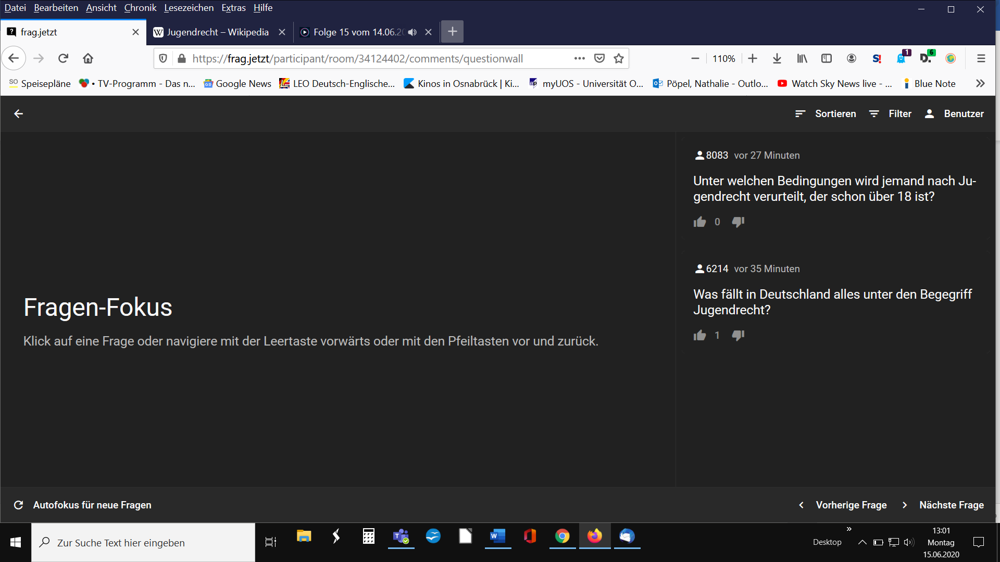 Datei Bearbeiten Ansicht Chronik Lesezeichen Extras Hilfe
frag.jetzt
Jugendrecht – Wikipedia
Folge 15 vom 14.06.20
https://frag.jetzt/participant/room/34124402/comments/questionwall
110%
S!
1
D.
6
SO Speisepläne
• TV-Programm - Das n...
Google News
LEO Deutsch-Englische...
Kinos in Osnabrück | Ki...
myUOS - Universität O...
Pöpel, Nathalie - Outlo...
Watch Sky News live - ...
Blue Note
Sortieren
Filter
Benutzer
8083 vor 27 Minuten
Unter welchen Bedingungen wird jemand nach Ju-
gendrecht verurteilt, der schon über 18 ist?
0
6214 vor 35 Minuten
Was fällt in Deutschland alles unter den Begegriff
Jugendrecht?
1
Fragen-Fokus
Klick auf eine Frage oder navigiere mit der Leertaste vorwärts oder mit den Pfeiltasten vor und zurück.
Autofokus für neue Fragen
Vorherige Frage
Nächste Frage
Zur Suche Text hier eingeben
Desktop
13:01
Montag
15.06.2020